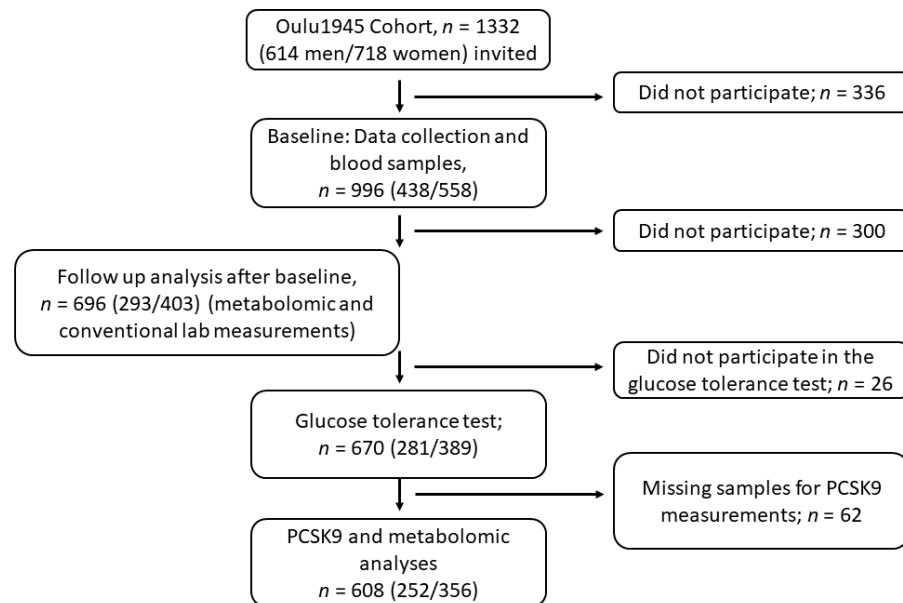 Oulu1945 Cohort, n = 1332
(614 men/718 women) invited
Did not participate; n = 336
Baseline: Data collection and
blood samples,
n = 996 (438/558)
Did not participate; n = 300
Follow up analysis after baseline,
n = 696 (293/403) (metabolomic and
conventional lab measurements)
Did not participate in the
glucose tolerance test; n = 26
Glucose tolerance test;
n = 670 (281/389)
Missing samples for PCSK9
measurements; n = 62
PCSK9 and metabolomic
analyses
n = 608 (252/356)